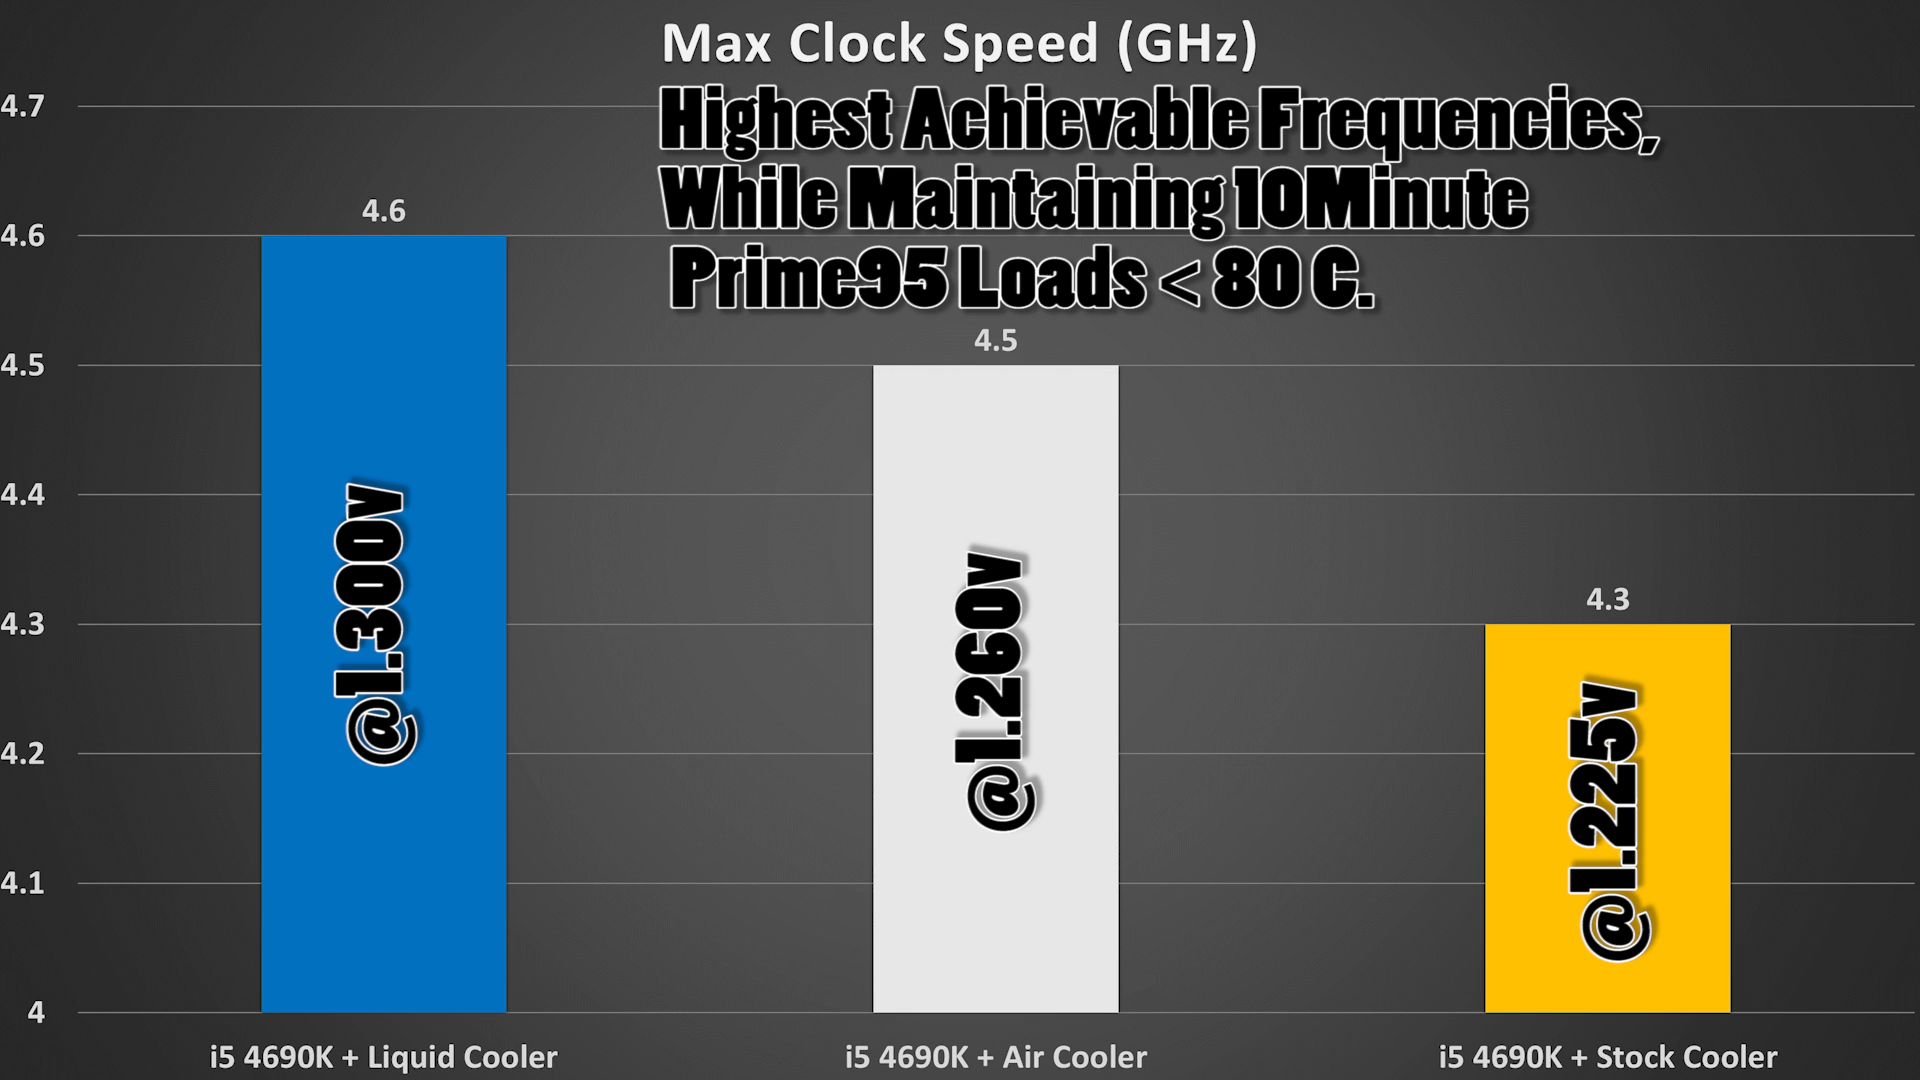 Max Clock Speed (GHz)
Highest Achievable Frequencies,
While Maintaining 10Minute
Prime95 Loads < 80 C.
4.7
4.6
4.5
4.4
4.3
4.2
4.1
4
4.6
4.5
4.3
@1.300v
@1.260v
@1.225v
i5 4690K + Liquid Cooler
i5 4690K + Air Cooler
i5 4690K + Stock Cooler